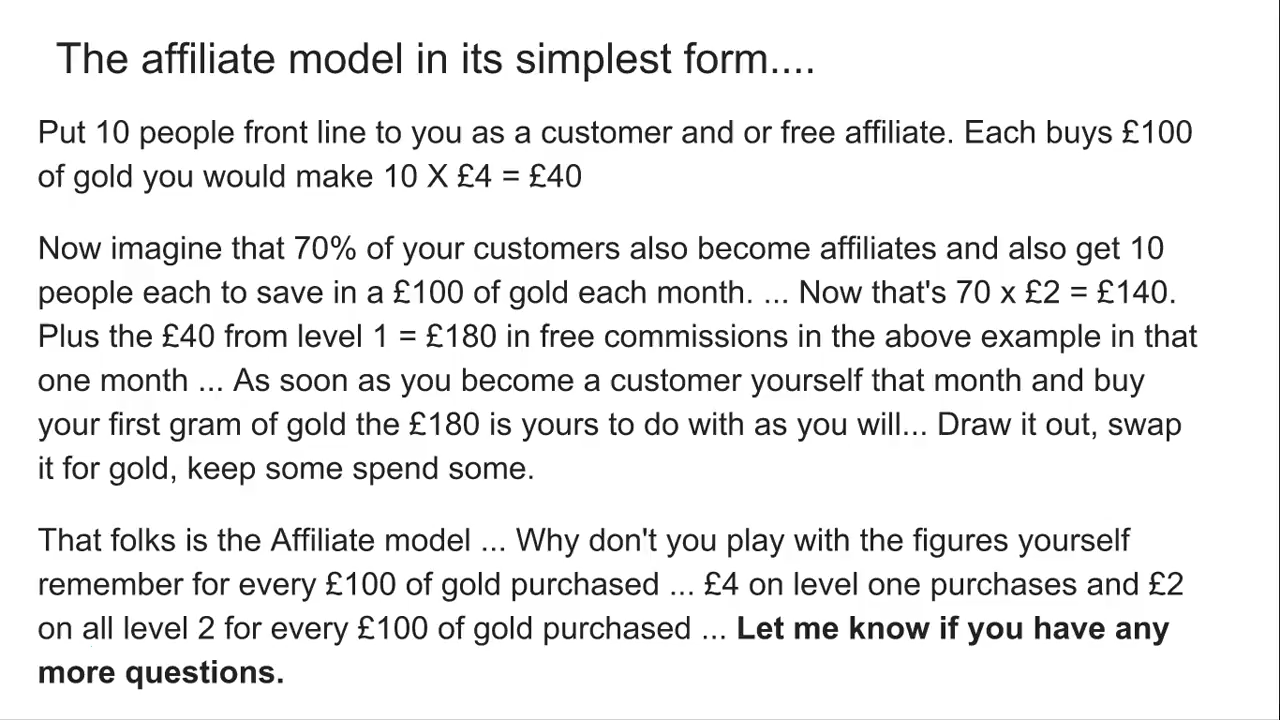 The affiliate model in its simplest form....
Put 10 people front line to you as a customer and or free affiliate. Each buys £100
of gold you would make 10 X £4 = £40
Now imagine that 70% of your customers also become affiliates and also get 10
people each to save in a £100 of gold each month. ... Now that's 70 x £2 = £140.
Plus the £40 from level 1 = £180 in free commissions in the above example in that
one month ... As soon as you become a customer yourself that month and buy
your first gram of gold the £180 is yours to do with as you will... Draw it out, swap
it for gold, keep some spend some.
That folks is the Affiliate model ... Why don't you play with the figures yourself
remember for every £100 of gold purchased ... £4 on level one purchases and £2
on all level 2 for every £100 of gold purchased ... Let me know if you have any
more questions.